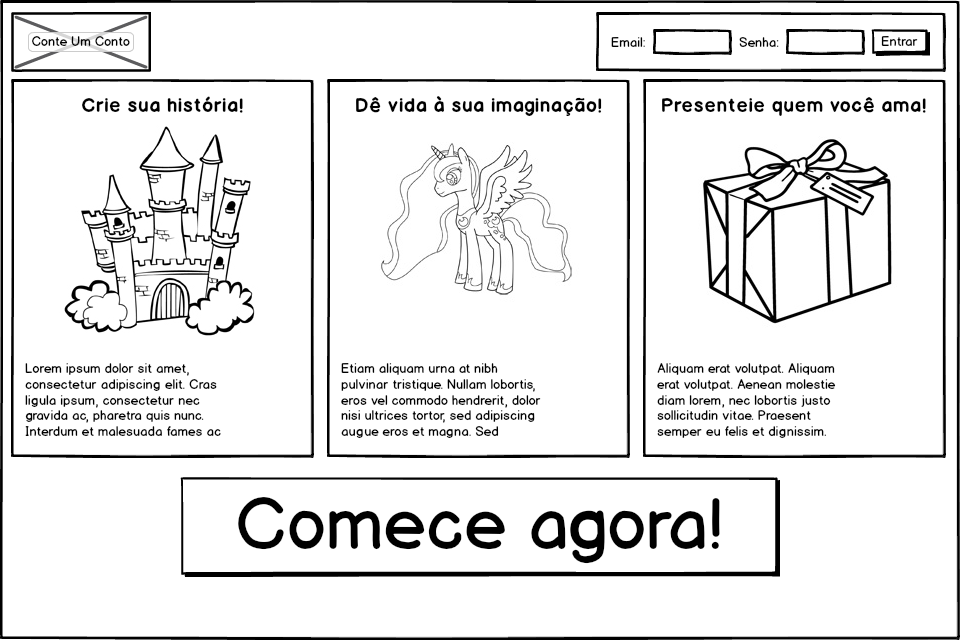 Conte Um Conto
Email: Senha: Entrar
Crie sua história!
Lorem ipsum dolor sit amet,
consectetur adipiscing elit. Cras
ligula ipsum, consectetur nec
gravida ac, pharetra quis nunc.
Interdum et malesuada fames ac
Dê vida à sua imaginação!
Etiam aliquam urna at nibh
pulvinar tristique. Nullam lobortis,
eros vel commodo hendrerit, dolor
nisi ultrices tortor, sed adipiscing
augue eros et magna. Sed
Presenteie quem você ama!
Aliquam erat volutpat. Aliquam
erat volutpat. Aenean molestie
diam lorem, nec lobortis justo
sollicitudin vitae. Praesent
semper eu felis et dignissim.
Comece agora!